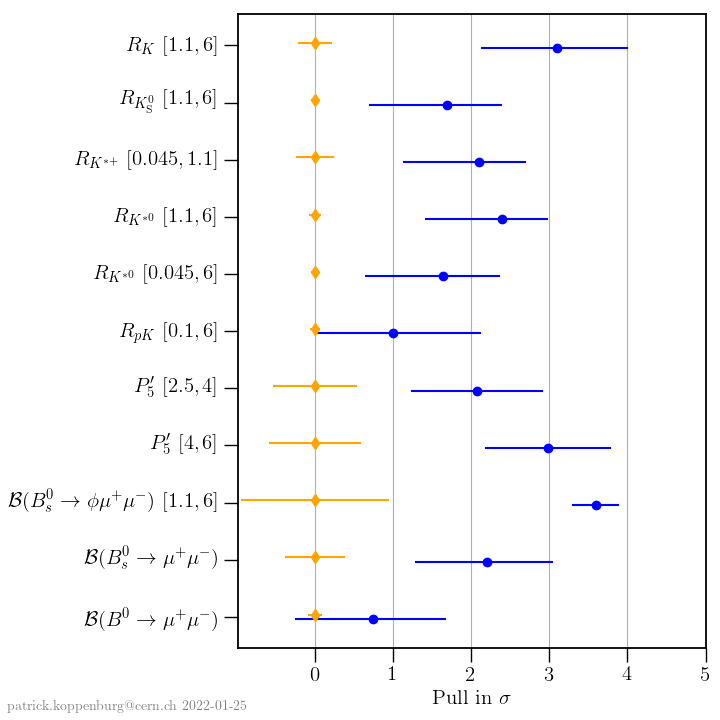 R_K [1.1, 6]
R_{K_S^0} [1.1, 6]
R_{K^{*+}} [0.045, 1.1]
R_{K^{*0}} [1.1, 6]
R_{K^{*0}} [0.045, 6]
R_{pK} [0.1, 6]
P_5′ [2.5, 4]
P_5′ [4, 6]
ℬ(B_s^0 → ϕμ⁺μ⁻) [1.1, 6]
ℬ(B_s^0 → μ⁺μ⁻)
ℬ(B⁰ → μ⁺μ⁻)
0 1 2 3 4 5
Pull in σ
patrick.koppenburg@cern.ch 2022-01-25